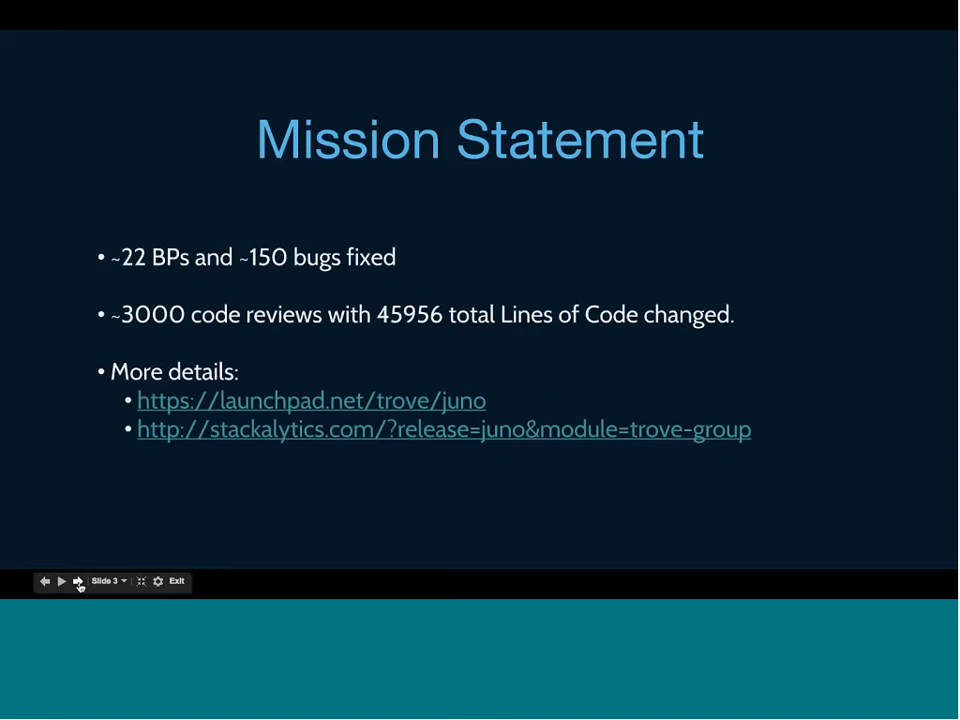 Mission Statement
• ~22 BPs and ~150 bugs fixed
• ~3000 code reviews with 45956 total Lines of Code changed.
• More details:
• https://launchpad.net/trove/juno
• http://stackalytics.com/?release=juno&module=trove-group
Slide 3 Exit